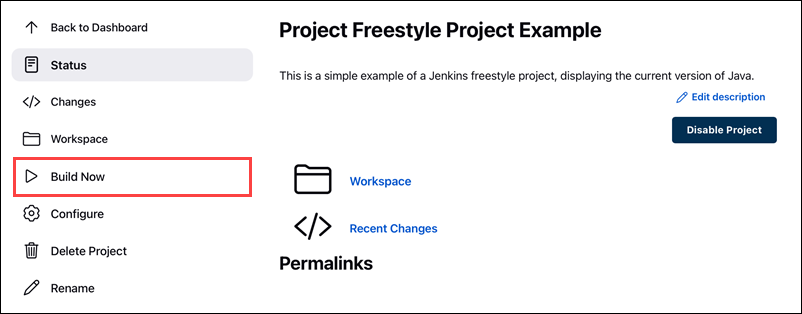 Back to Dashboard
Status
Changes
Workspace
Build Now
Configure
Delete Project
Rename
Project Freestyle Project Example
This is a simple example of a Jenkins freestyle project, displaying the current version of Java.
Edit description
Disable Project
Workspace
Recent Changes
Permalinks